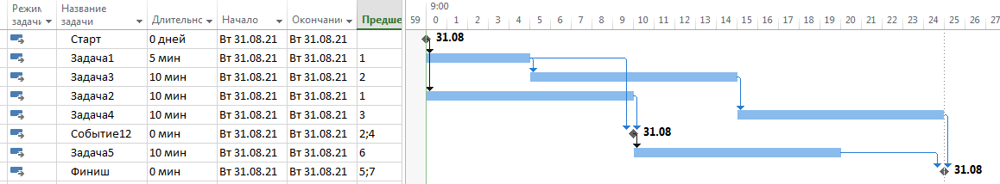 Режим задачи Название задачи Длительнос Начало Окончание Предше
9:00
59 0 1 2 3 4 5 6 7 8 9 10 11 12 13 14 15 16 17 18 19 20 21 22 23 24 25 26 27
Старт 0 дней Вт 31.08.21 Вт 31.08.21 31.08
Задача1 5 мин Вт 31.08.21 Вт 31.08.21 1
Задача3 10 мин Вт 31.08.21 Вт 31.08.21 2
Задача2 10 мин Вт 31.08.21 Вт 31.08.21 1
Задача4 10 мин Вт 31.08.21 Вт 31.08.21 3
Событие12 0 мин Вт 31.08.21 Вт 31.08.21 2;4 31.08
Задача5 10 мин Вт 31.08.21 Вт 31.08.21 6
Финиш 0 мин Вт 31.08.21 Вт 31.08.21 5;7 31.08